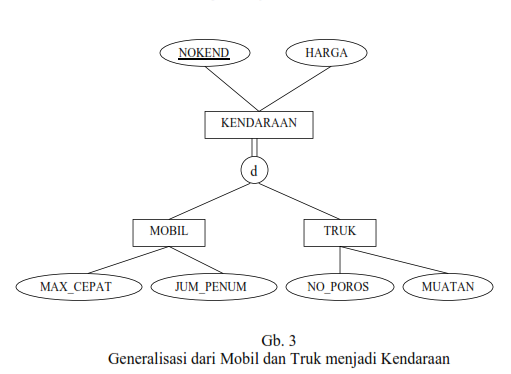 NOKEND
HARGA
KENDARAAN
d
MOBIL
TRUK
MAX_CEPAT
JUM_PENUM
NO_POROS
MUATAN
Gb. 3
Generalisasi dari Mobil dan Truk menjadi Kendaraan